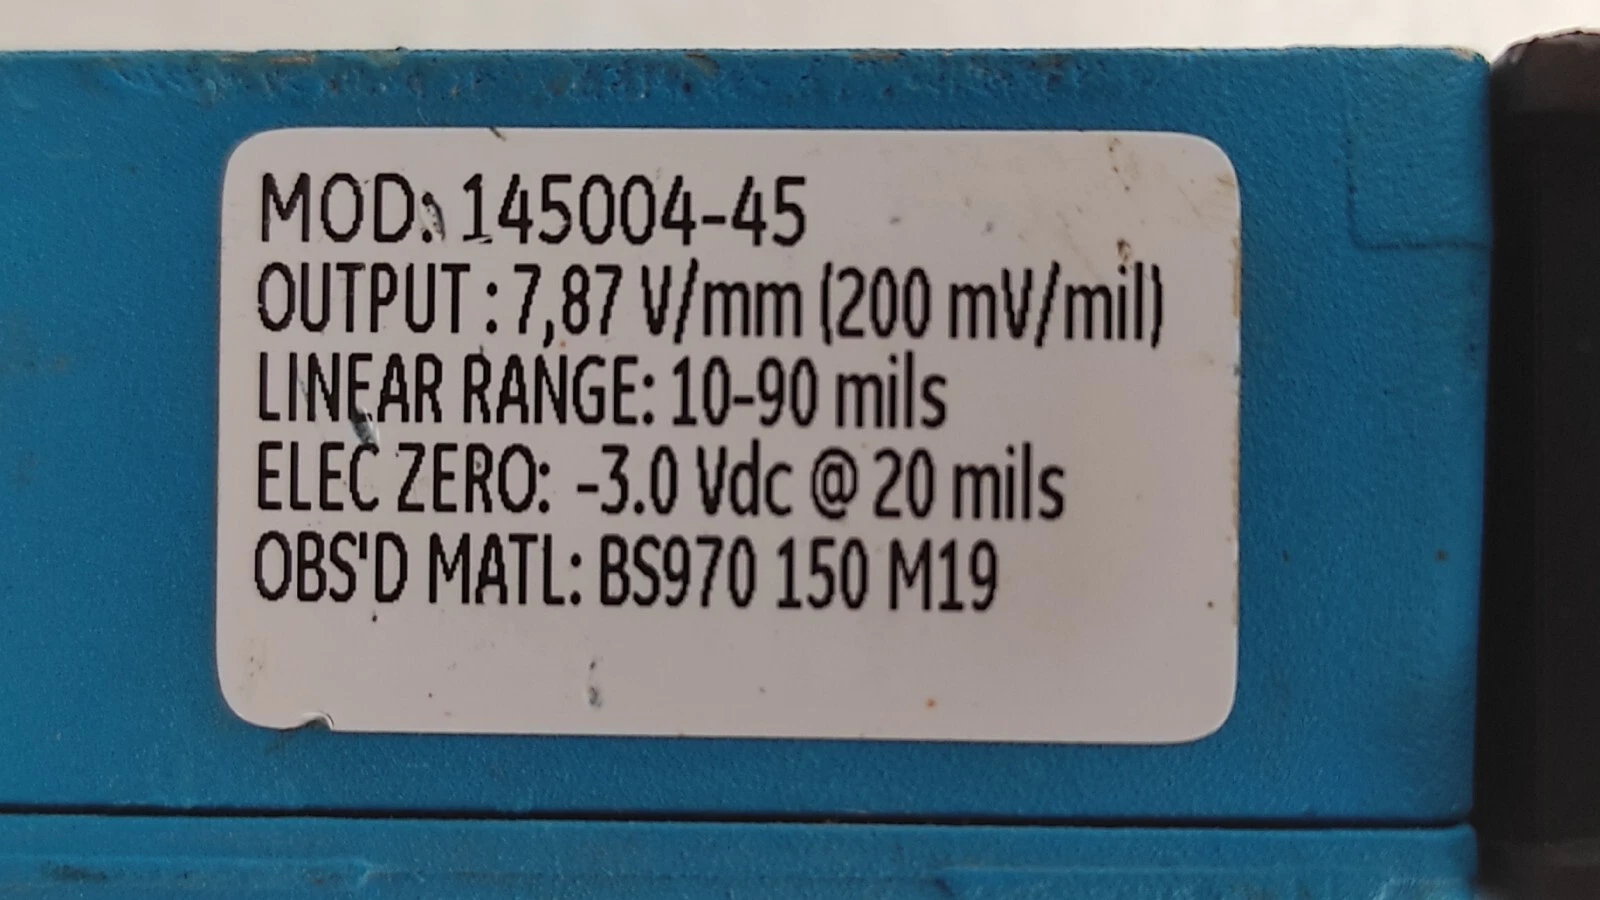 MOD: 145004-45
OUTPUT : 7,87 V/mm (200 mV/mil)
LINEAR RANGE: 10-90 mils
ELEC ZERO: -3.0 Vdc @ 20 mils
OBS'D MATL: BS970 150 M19